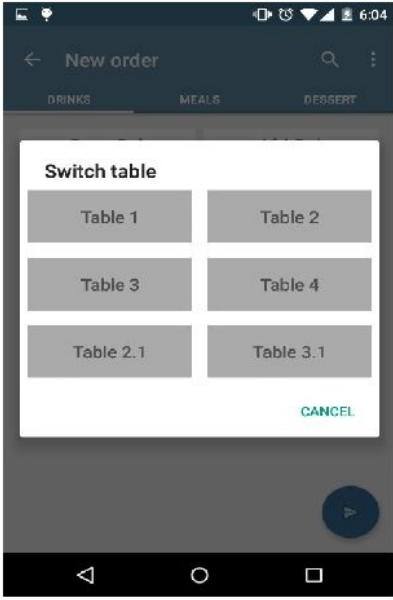 6:04
New order
DRINKS MEALS DESSERT
Switch table
Table 1 Table 2
Table 3 Table 4
Table 2.1 Table 3.1
CANCEL